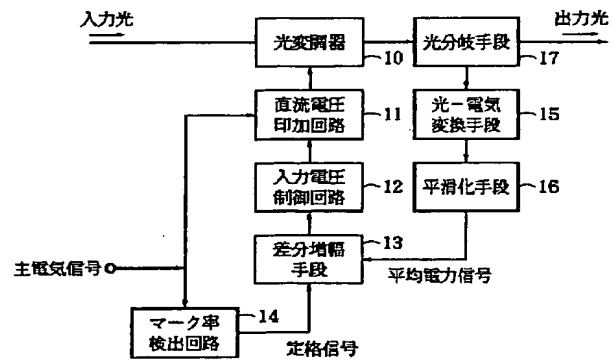 入力光
出力光
光変調器
10
光分岐手段
17
直流電圧
印加回路
11
光－電気
変換手段
15
入力電圧
制御回路
12
平滑化手段
16
差分増幅
手段
13
平均電力信号
主電気信号
マーク率
検出回路
14
定格信号